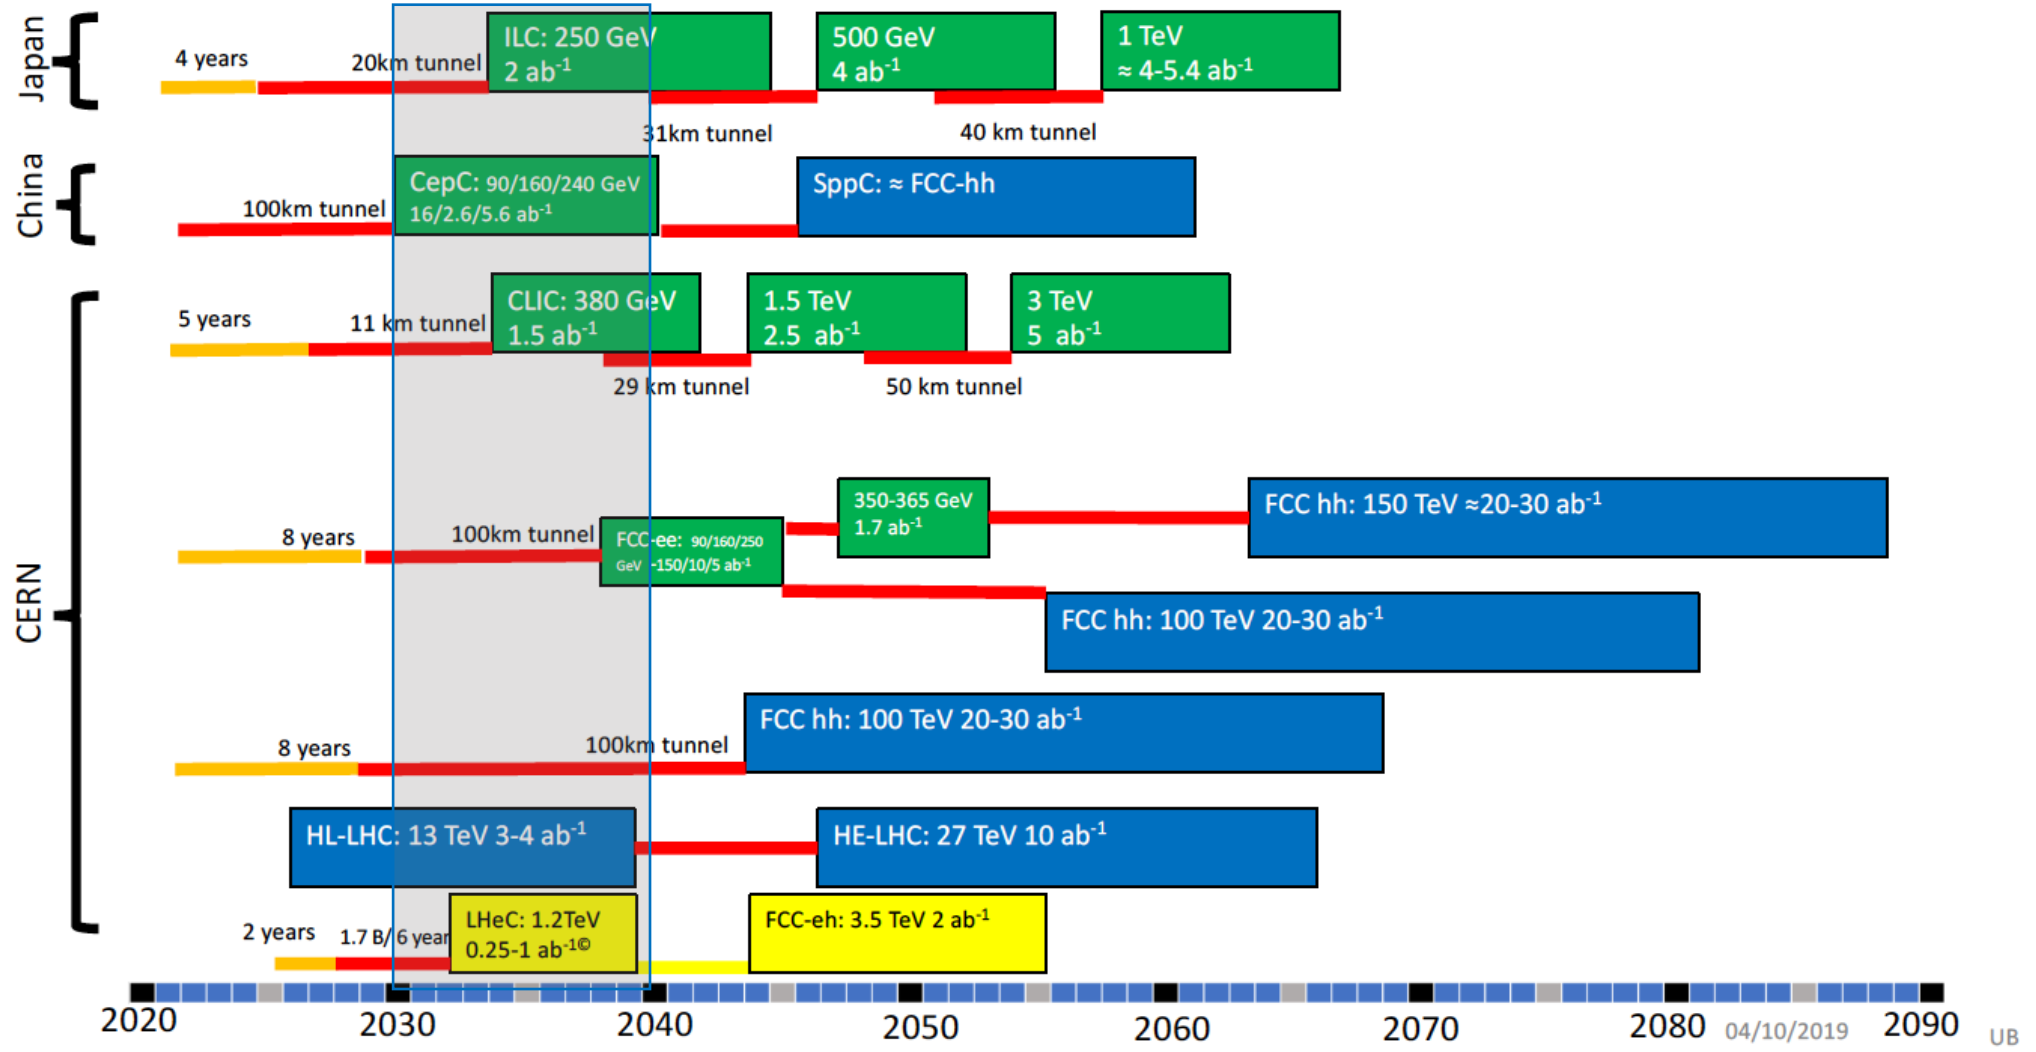 Japan
4 years
20km tunnel
ILC: 250 GeV
2 ab-1
500 GeV
4 ab-1
1 TeV
≈ 4-5.4 ab-1
31km tunnel
40 km tunnel
China
100km tunnel
CepC: 90/160/240 GeV
16/2.6/5.6 ab-1
SppC: ≈ FCC-hh
CERN
5 years
11 km tunnel
CLIC: 380 GeV
1.5 ab-1
1.5 TeV
2.5 ab-1
3 TeV
5 ab-1
29 km tunnel
50 km tunnel
8 years
100km tunnel
FCC-ee: 90/160/250
GeV -150/10/5 ab-1
350-365 GeV
1.7 ab-1
FCC hh: 150 TeV ≈20-30 ab-1
FCC hh: 100 TeV 20-30 ab-1
8 years
100km tunnel
FCC hh: 100 TeV 20-30 ab-1
HL-LHC: 13 TeV 3-4 ab-1
HE-LHC: 27 TeV 10 ab-1
2 years
1.7 B/ 6 year
LHeC: 1.2TeV
0.25-1 ab-1©
FCC-eh: 3.5 TeV 2 ab-1
2020 2030 2040 2050 2060 2070 2080 04/10/2019 2090 UB